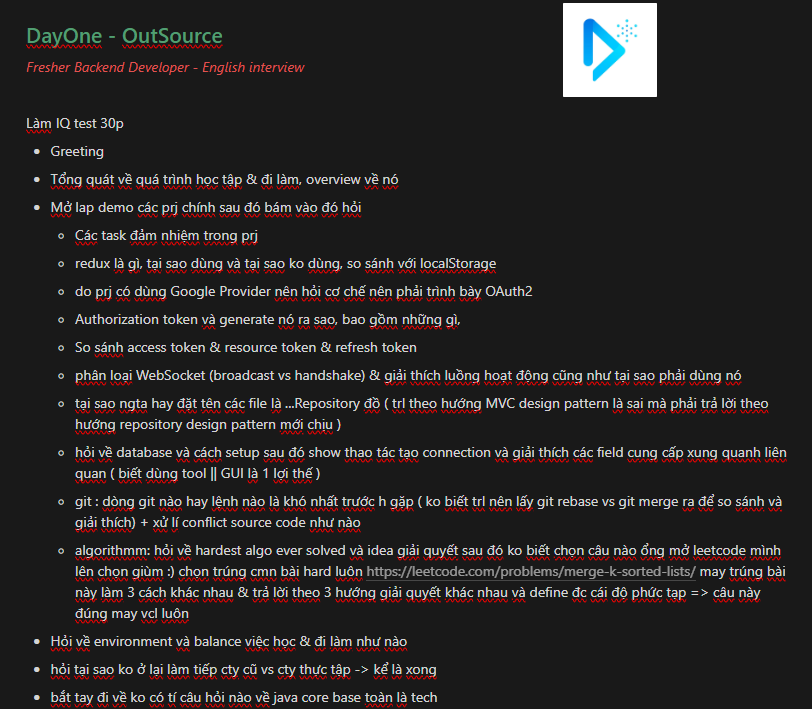 DayOne - OutSource
Fresher Backend Developer - English interview
Làm IQ test 30p
Greeting
Tổng quát về quá trình học tập & đi làm, overview về nó
Mở lap demo các prj chính sau đó bám vào đó hỏi
Các task đảm nhiệm trong prj
redux là gì, tại sao dùng và tại sao ko dùng, so sánh với localStorage
do prj có dùng Google Provider nên hỏi cơ chế nên phải trình bày OAuth2
Authorization token và generate nó ra sao, bao gồm những gì,
So sánh access token & resource token & refresh token
phân loại WebSocket (broadcast vs handshake) & giải thích luồng hoạt động cũng như tại sao phải dùng nó
tại sao ngta hay đặt tên các file là ...Repository đồ ( trl theo hướng MVC design pattern là sai mà phải trả lời theo
hướng repository design pattern mới chịu )
hỏi về database và cách setup sau đó show thao tác tạo connection và giải thích các field cung cấp xung quanh liên
quan ( biết dùng tool || GUI là 1 lợi thế )
git : dòng git nào hay lệnh nào là khó nhất trước h gặp ( ko biết trl nên lấy git rebase vs git merge ra để so sánh và
giải thích) + xử lí conflict source code như nào
algorithmm: hỏi về hardest algo ever solved và idea giải quyết sau đó ko biết chọn câu nào ổng mở leetcode mình
lên chọn giùm :) chọn trúng cmn bài hard luôn https://leetcode.com/problems/merge-k-sorted-lists/ may trúng bài
này làm 3 cách khác nhau & trả lời theo 3 hướng giải quyết khác nhau và define đc cái độ phức tạp => câu này
đúng may vcl luôn
Hỏi về environment và balance việc học & đi làm như nào
hỏi tại sao ko ở lại làm tiếp cty cũ vs cty thực tập -> kể là xong
bắt tay đi về ko có tí câu hỏi nào về java core base toàn là tech